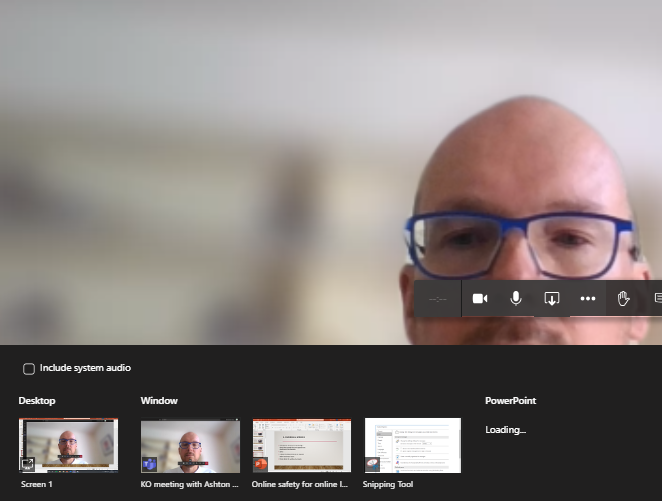 --:--
Include system audio
Desktop
Window
PowerPoint
Loading...
Screen 1
KO meeting with Ashton ...
Online safety for online l...
Snipping Tool